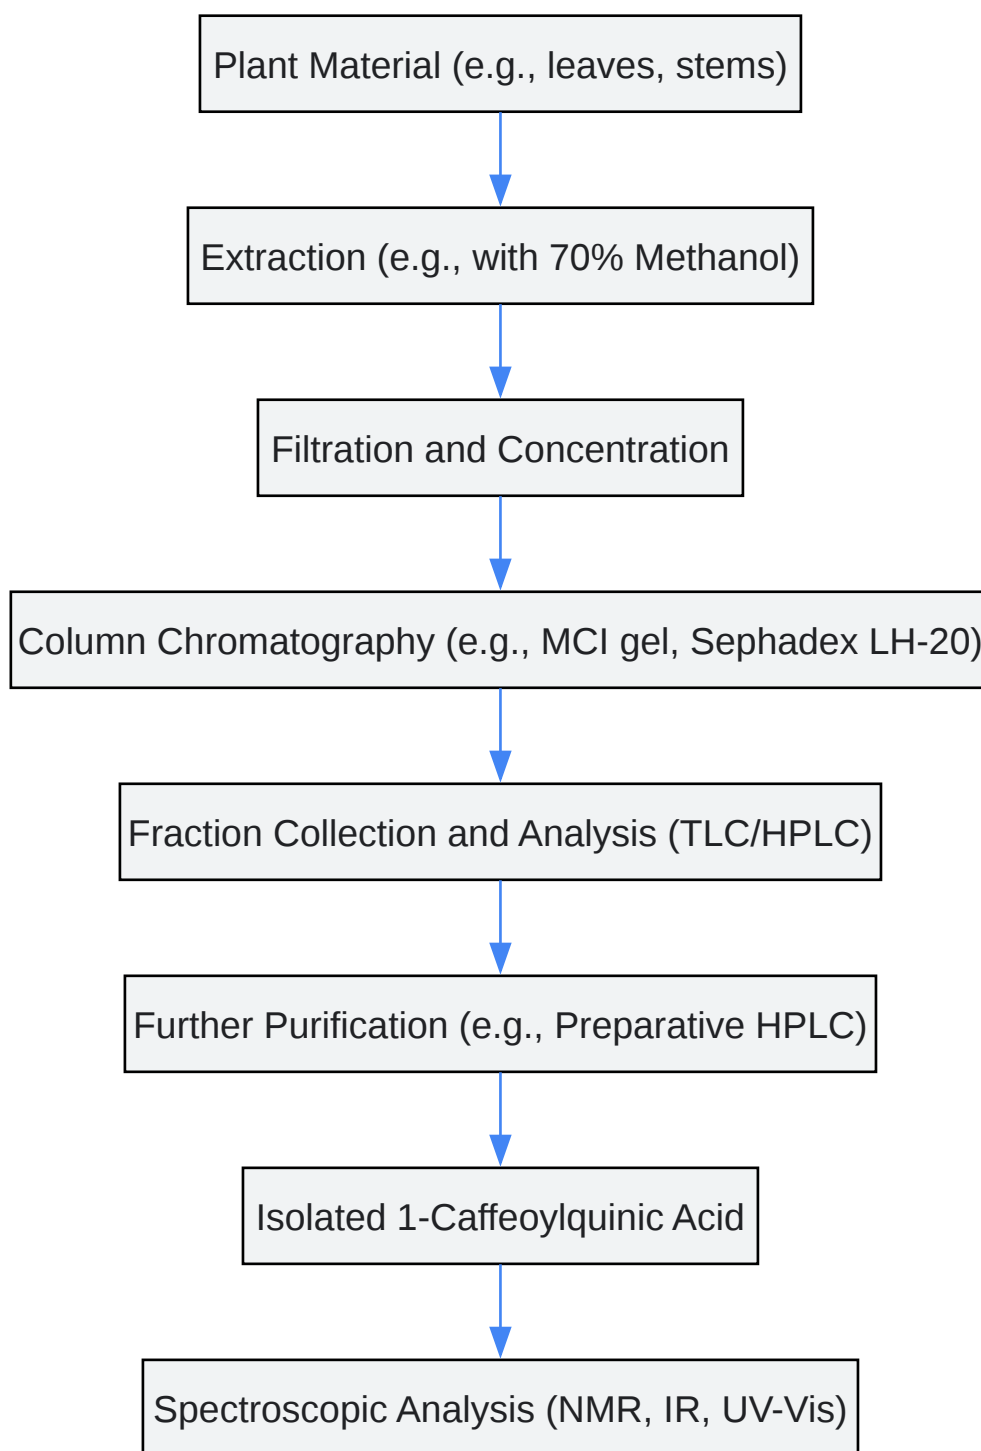 Plant Material (e.g., leaves, stems)
Extraction (e.g., with 70% Methanol)
Filtration and Concentration
Column Chromatography (e.g., MCI gel, Sephadex LH-20)
Fraction Collection and Analysis (TLC/HPLC)
Further Purification (e.g., Preparative HPLC)
Isolated 1-Caffeoylquinic Acid
Spectroscopic Analysis (NMR, IR, UV-Vis)